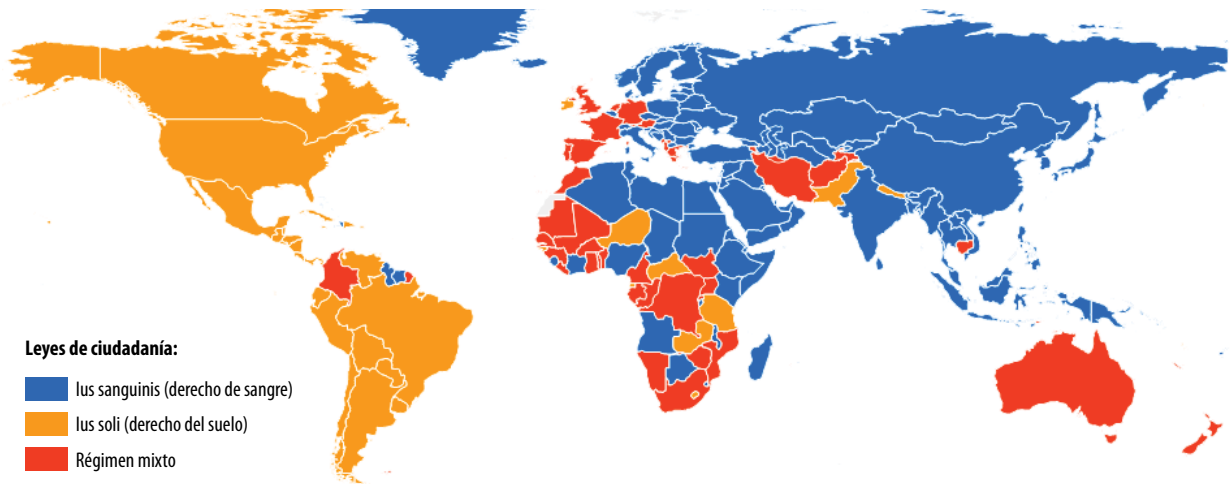 Leyes de ciudadanía:
Ius sanguinis (derecho de sangre)
Ius soli (derecho del suelo)
Régimen mixto